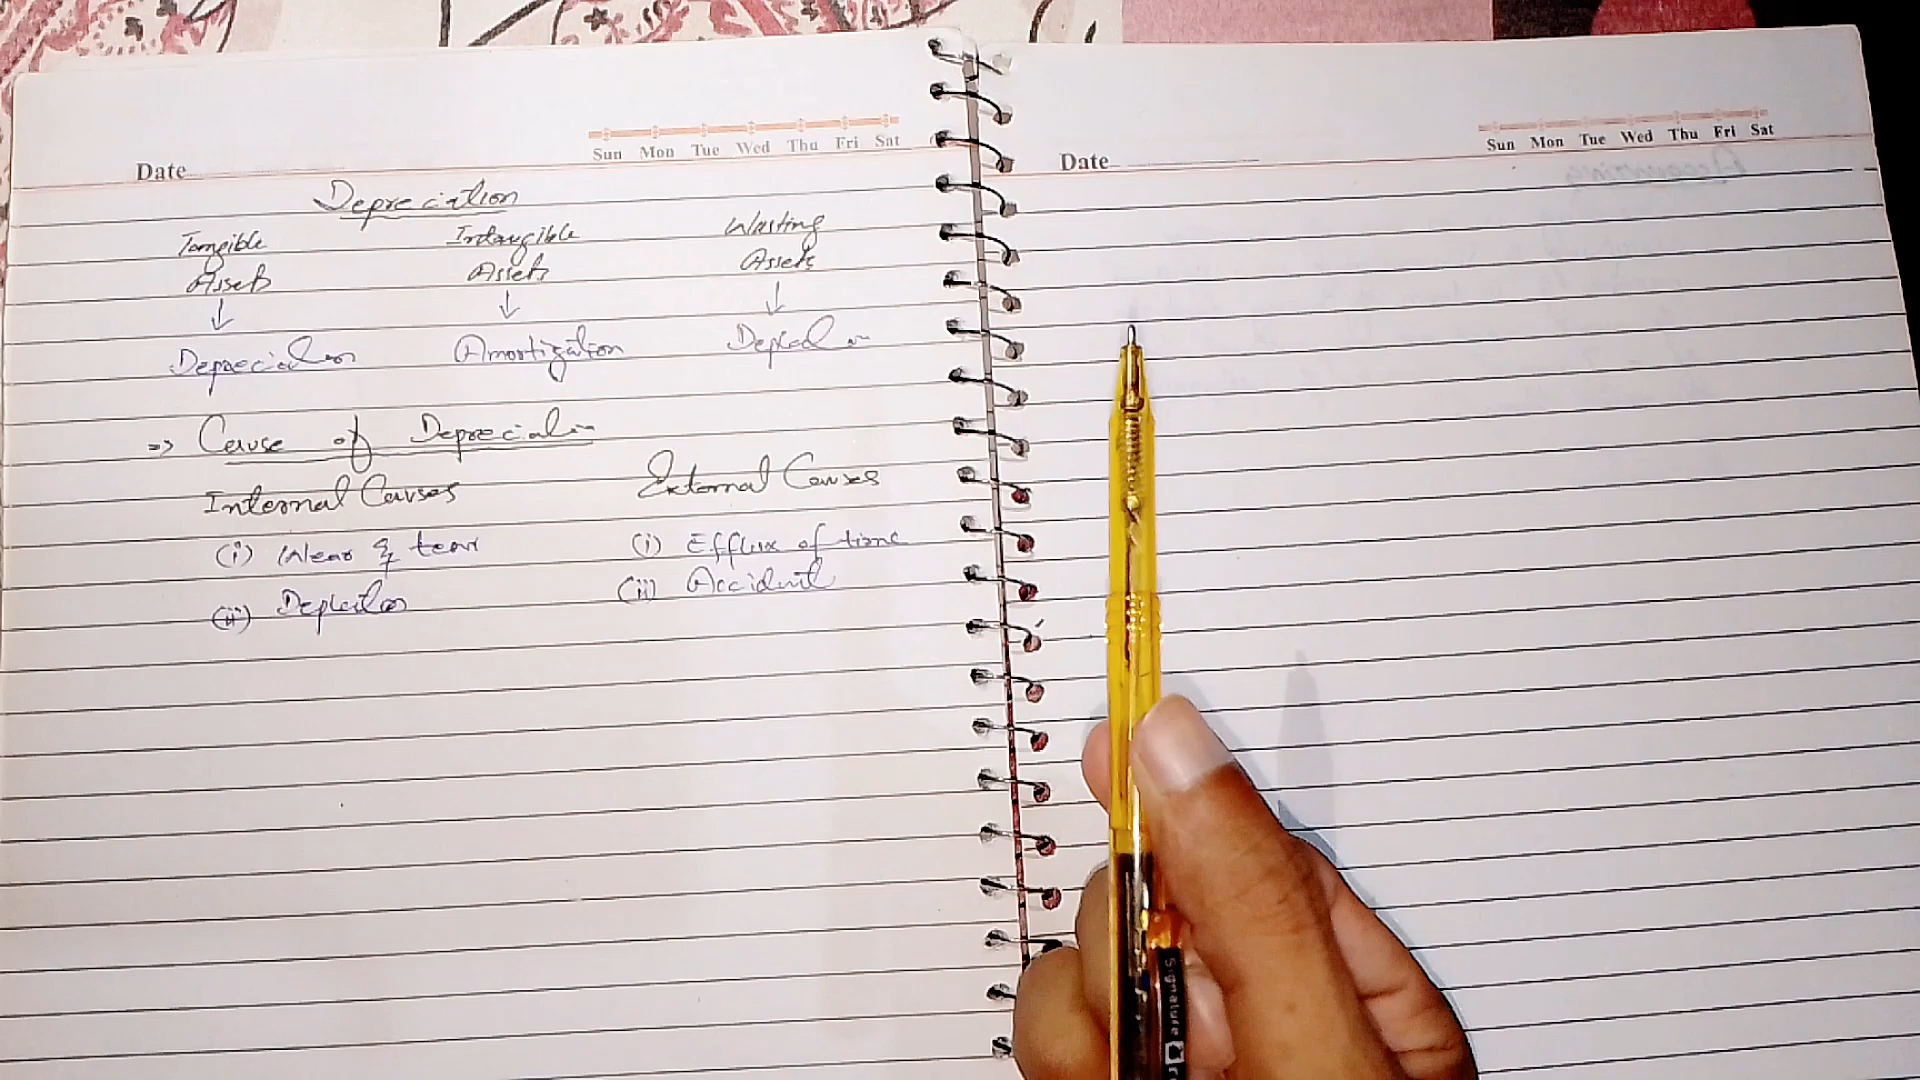 Sun Mon Tue Wed Thu Fri Sat
Date
Depreciation
Tangible Assets
Intangible Assets
Wasting Assets
Depreciation
Amortization
=> Cause of Depreciation
Internal Causes
(i) Wear & tear
(ii) Depletion
External Causes
(i) Efflux of time
(ii) Accident
Sun Mon Tue Wed Thu Fri Sat
Date
Signature